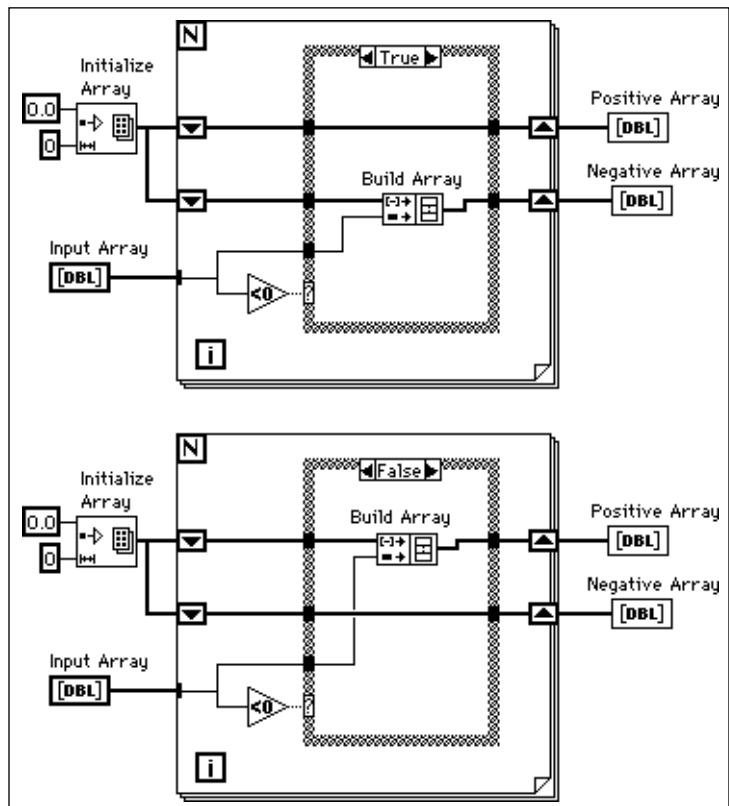 N
True
Initialize
Array
0.0
0
Positive Array
[DBL]
Build Array
Negative Array
[DBL]
Input Array
[DBL]
<0
?
i
N
False
Initialize
Array
0.0
0
Build Array
Positive Array
[DBL]
Negative Array
[DBL]
Input Array
[DBL]
<0
?
i